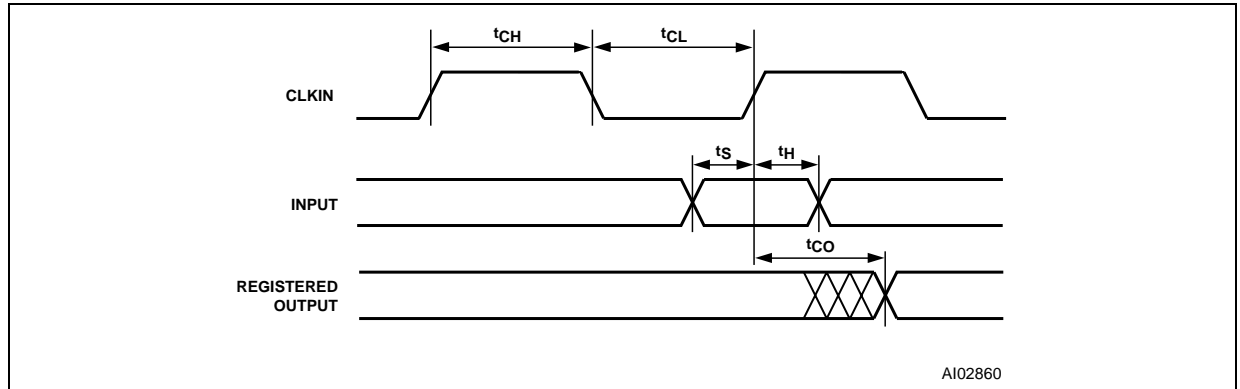 tCH
tCL
CLKIN
tS
tH
INPUT
tCO
REGISTERED
OUTPUT
AI02860